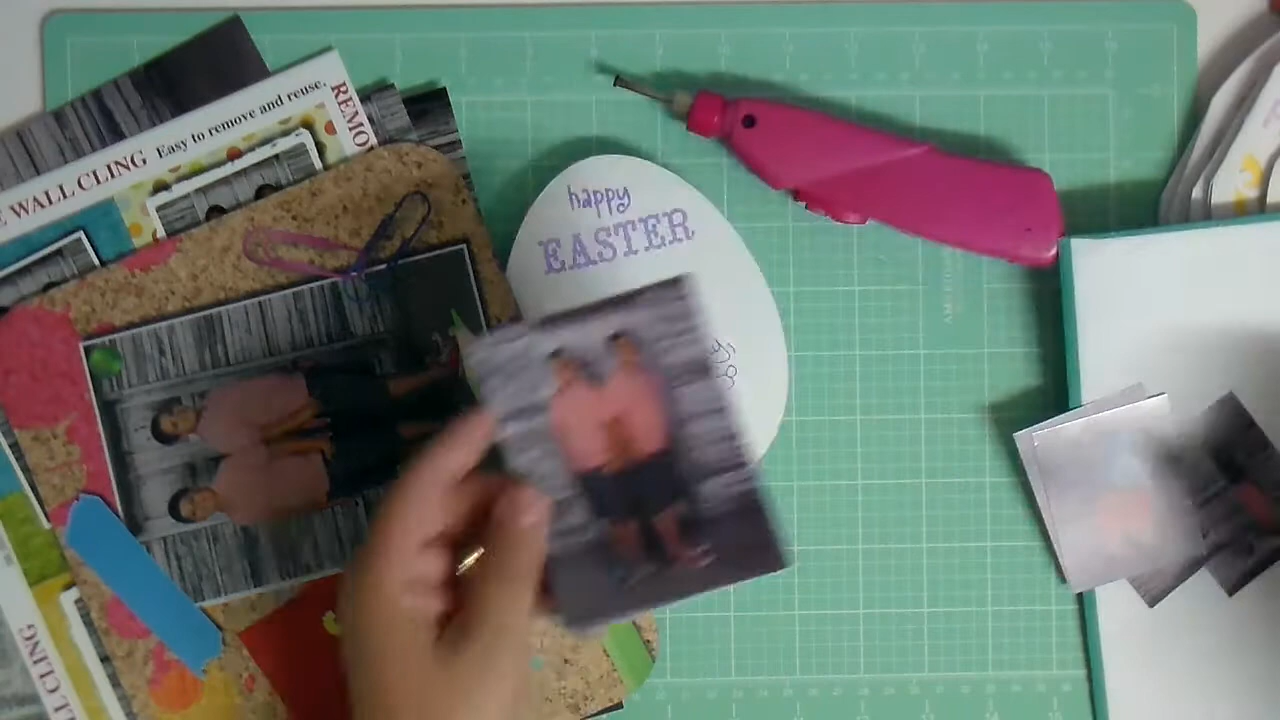 happy
EASTER
E WALL CLING Easy to remove and reuse.
REMO
LL CLING